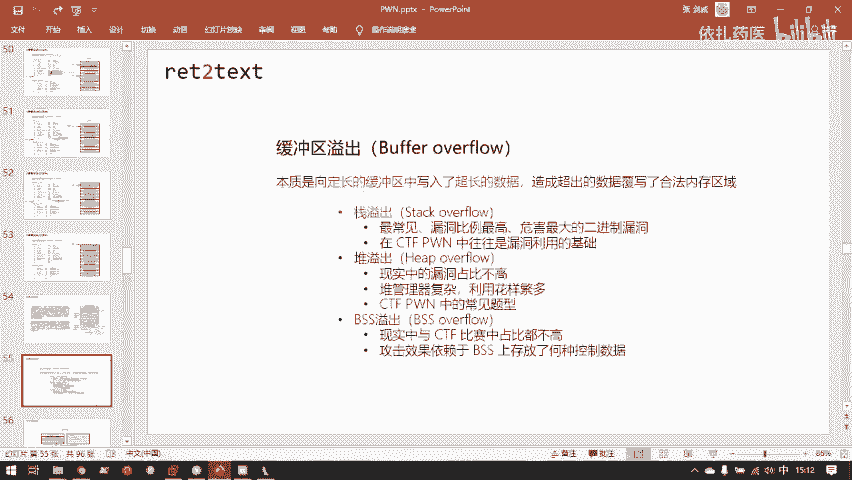 PWN.pptx - PowerPoint
文件 开始 插入 设计 切换 动画 幻灯片放映 审阅 视图 帮助
依扎药医 bilibili
50
51
52
53
54
55
56
ret2text
缓冲区溢出（Buffer overflow）
本质是向定长的缓冲区中写入了超长的数据，造成超出的数据覆写了合法内存区域
• 栈溢出（Stack overflow）
• 最常见、漏洞比例最高、危害最大的二进制漏洞
• 在 CTF PWN 中往往是漏洞利用的基础
• 堆溢出（Heap overflow）
• 现实中的漏洞占比不高
• 堆管理器复杂，利用花样繁多
• CTF PWN 中的常见题型
• BSS溢出（BSS overflow）
• 现实中与 CTF 比赛中占比都不高
• 攻击效果依赖于 BSS 上存放了何种控制数据
幻灯片 第 55 张，共 96 张 中文(中国) 备注 批注 86%
中 15:12